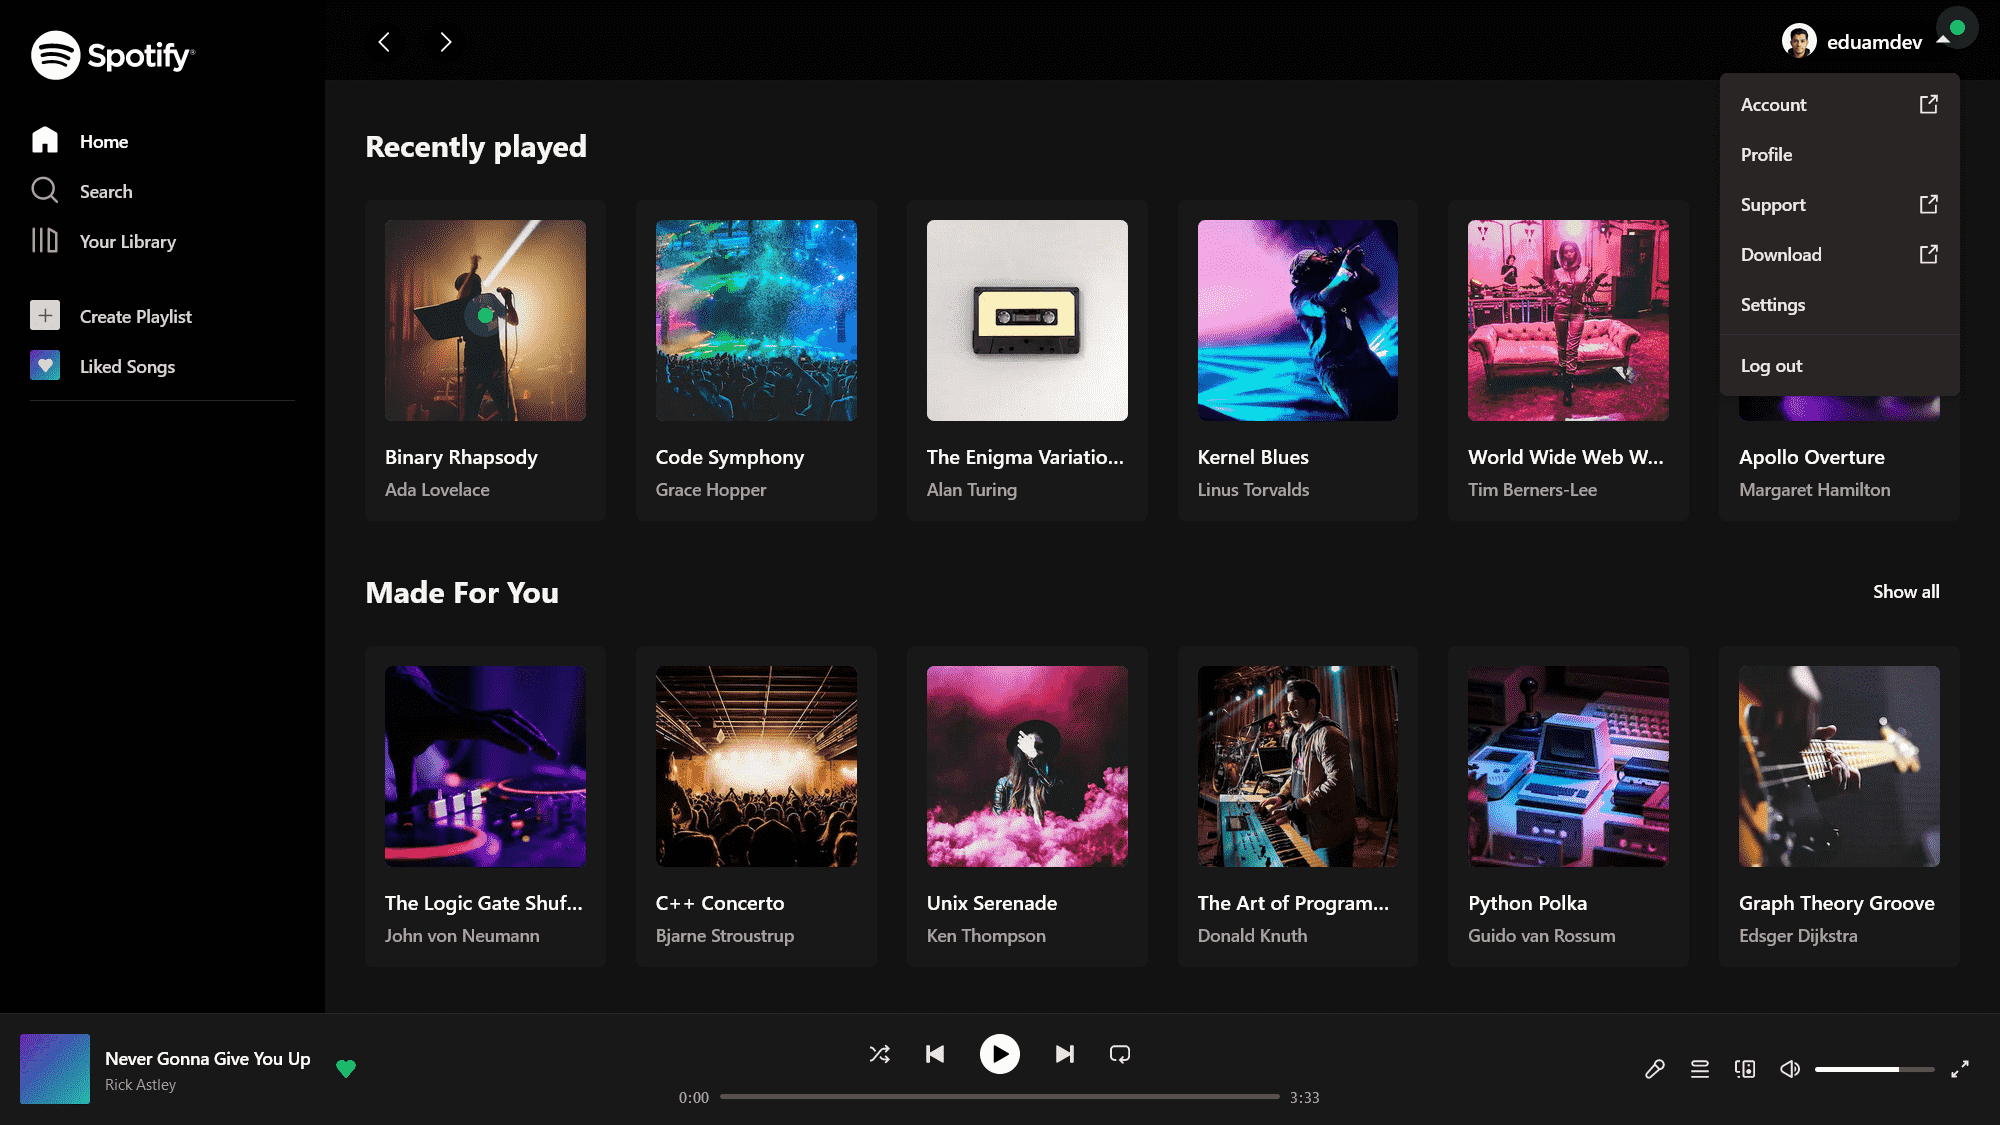 Spotify®
Home
Search
Your Library
Create Playlist
Liked Songs
eduamdev
Account
Profile
Support
Download
Settings
Log out
Recently played
Binary Rhapsody
Ada Lovelace
Code Symphony
Grace Hopper
The Enigma Variatio...
Alan Turing
Kernel Blues
Linus Torvalds
World Wide Web W...
Tim Berners-Lee
Apollo Overture
Margaret Hamilton
Made For You
Show all
The Logic Gate Shuf...
John von Neumann
C++ Concerto
Bjarne Stroustrup
Unix Serenade
Ken Thompson
The Art of Program...
Donald Knuth
Python Polka
Guido van Rossum
Graph Theory Groove
Edsger Dijkstra
Never Gonna Give You Up
Rick Astley
0:00
3:33